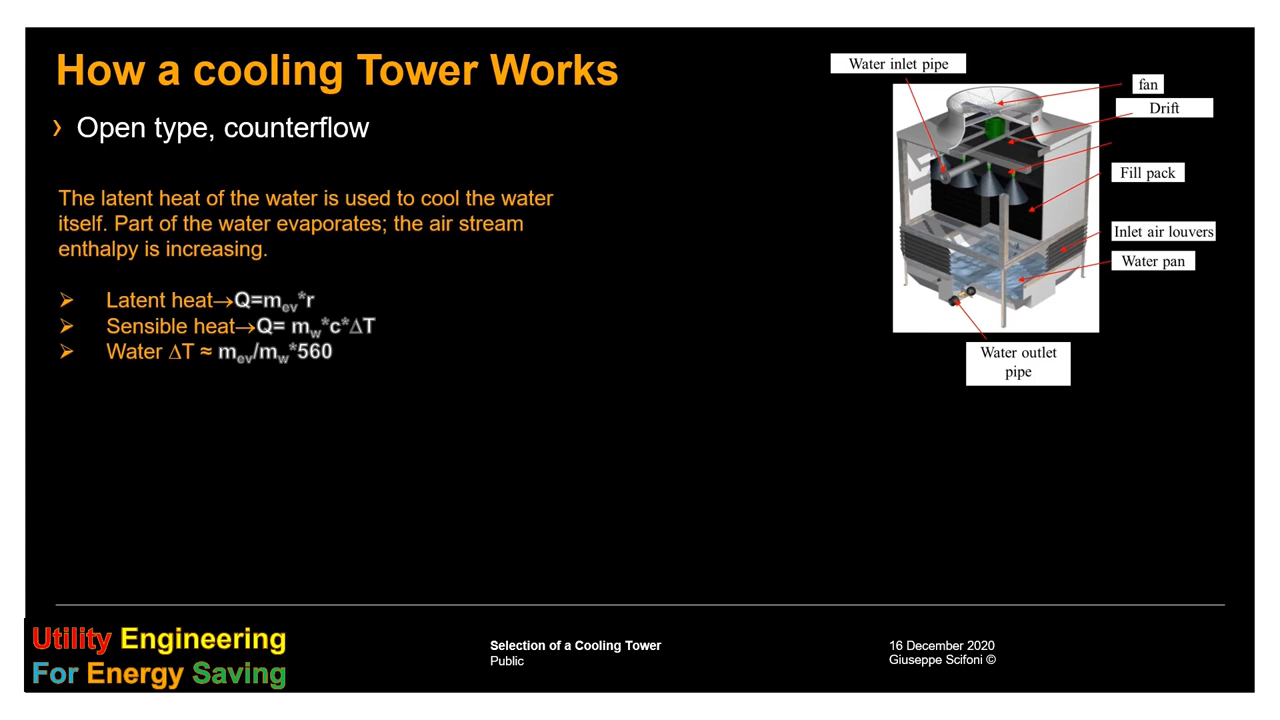 How a cooling Tower Works
› Open type, counterflow
The latent heat of the water is used to cool the water
itself. Part of the water evaporates; the air stream
enthalpy is increasing.
➢ Latent heat→Q=mev*r
➢ Sensible heat→Q= mw*c*ΔT
➢ Water ΔT ≈ mev/mw*560
Water inlet pipe
fan
Drift
Fill pack
Inlet air louvers
Water pan
Water outlet
pipe
Utility Engineering
For Energy Saving
Selection of a Cooling Tower
Public
16 December 2020
Giuseppe Scifoni ©